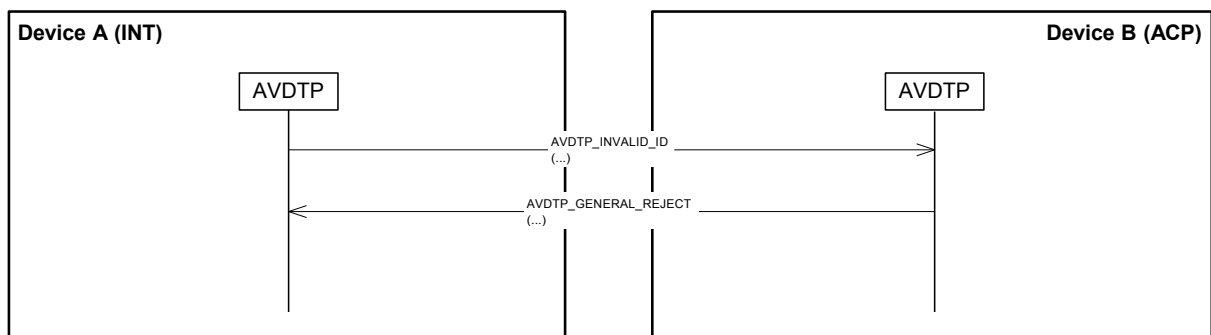 Device A (INT)
Device B (ACP)
AVDTP
AVDTP
AVDTP_INVALID_ID
(...)
AVDTP_GENERAL_REJECT
(...)